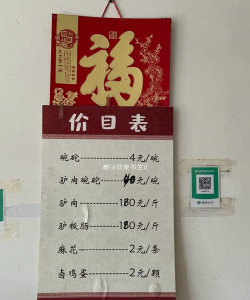 福
价目表
碗砣------------4元/碗
驴肉碗砣-----10元/碗
驴肉----------180元/斤
驴板肠-------180元/斤
麻花------------2元/条
卤鸡蛋---------2元/颗